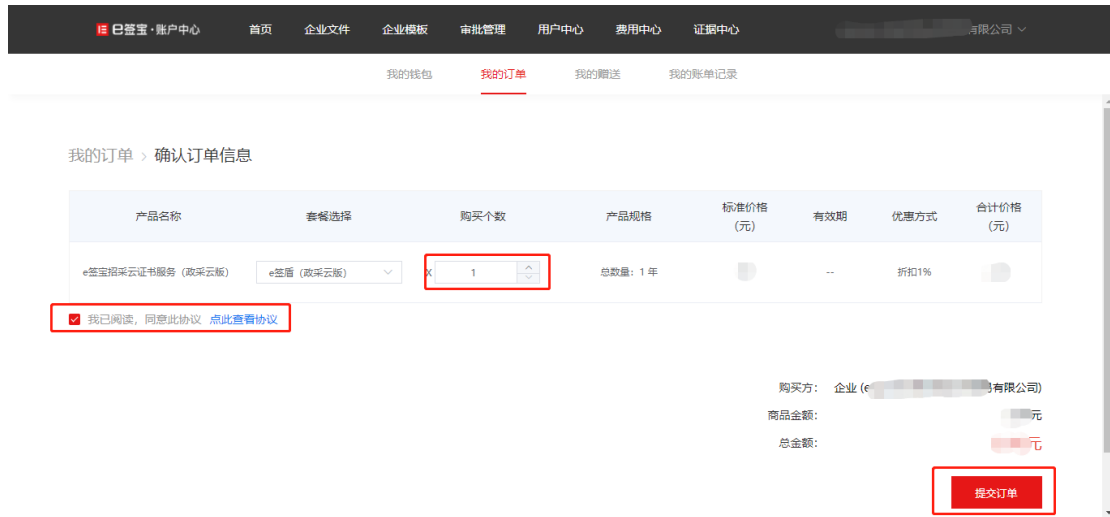 e签宝·账户中心 首页 企业文件 企业模板 审批管理 用户中心 费用中心 证据中心 有限公司
我的钱包 我的订单 我的赠送 我的账单记录
我的订单 > 确认订单信息
产品名称 套餐选择 购买个数 产品规格 标准价格（元） 有效期 优惠方式 合计价格（元）
e签宝招采云证书服务（政采云版） e签盾（政采云版） X 1 总数量：1 年 -- 折扣1%
我已阅读，同意此协议 点此查看协议
购买方： 企业 (e 有限公司)
商品金额： 元
总金额： 元
提交订单